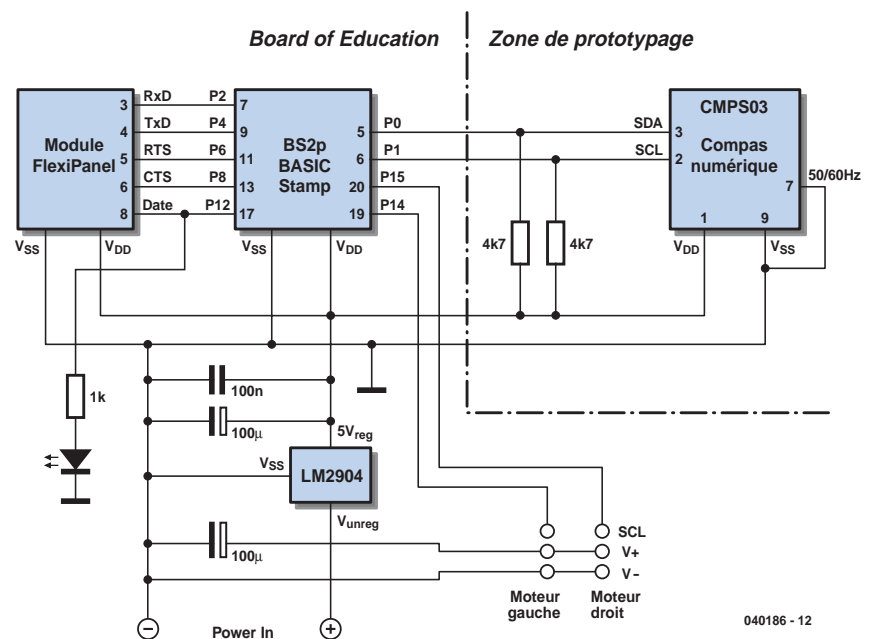 Board of Education
Zone de prototypage
Module
FlexiPanel
3 RxD P2 7
4 TxD P4 9
5 RTS P6 11
6 CTS P8 13
8 Date P12 17
VSS
VDD
BS2p
BASIC
Stamp
5 P0
6 P1
20 P15
19 P14
VSS
VDD
CMPS03
Compas
numérique
SDA 3
SCL 2
7 50/60Hz
1
9
VDD
VSS
4k7
4k7
1k
100n
100µ
5Vreg
VSS
LM2904
Vunreg
100µ
SCL
V+
V-
Moteur
gauche
Moteur
droit
Power In
040186 - 12